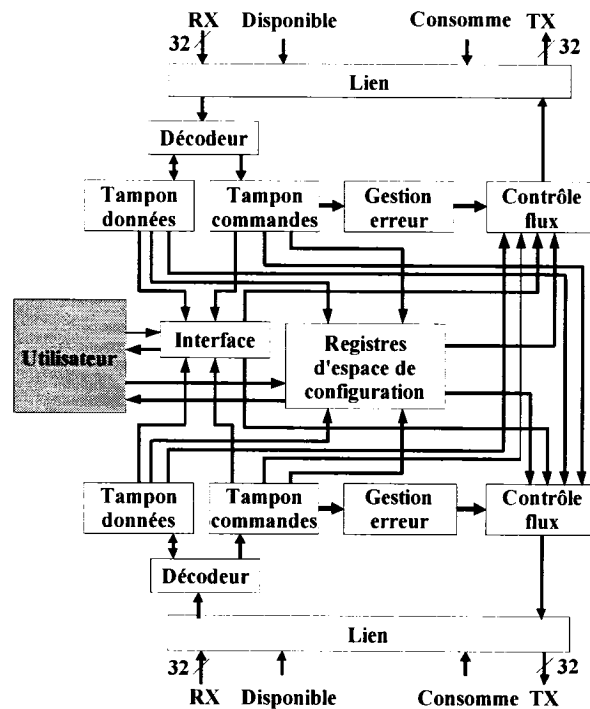 RX Disponible Consomme TX
32 32
Lien
Décodeur
Tampon données
Tampon commandes
Gestion erreur
Contrôle flux
Utilisateur
Interface
Registres d'espace de configuration
Tampon données
Tampon commandes
Gestion erreur
Contrôle flux
Décodeur
Lien
32 32
RX Disponible Consomme TX